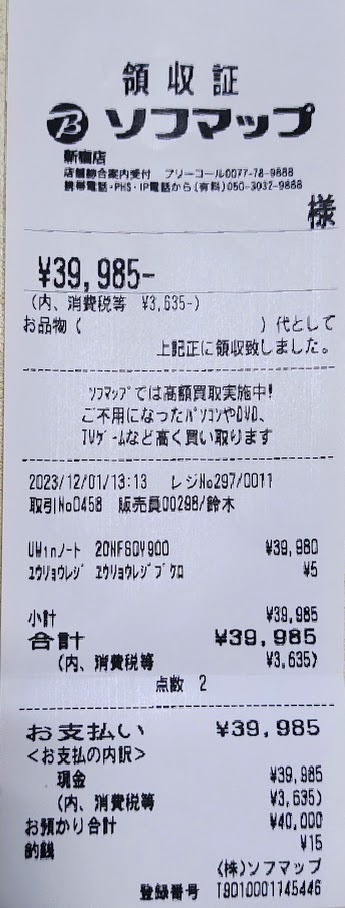 領収証
B ソフマップ
新宿店
店舗総合案内受付 フリーコール0077-78-9888
携帯電話・PHS・IP電話から(有料)050-3032-9888
様
¥39,985-
(内、消費税等 ¥3,635-)
お品物( )代として
上記正に領収致しました。
ソフマップでは高額買取実施中!
ご不用になったパソコンやDVD、
TVゲームなど高く買い取ります
2023/12/01/13:13 レジNo297/0011
取引No0458 販売員00298/鈴木
UWinノート 20NFS0Y900 ¥39,980
ユウリョウレジ ユウリョウレジブクロ ¥5
小計 ¥39,985
合計 ¥39,985
(内、消費税等 ¥3,635)
点数 2
お支払い ¥39,985
<お支払の内訳>
現金 ¥39,985
(内、消費税等 ¥3,635)
お預かり合計 ¥40,000
お釣銭 ¥15
(株)ソフマップ
登録番号 T9010001145446